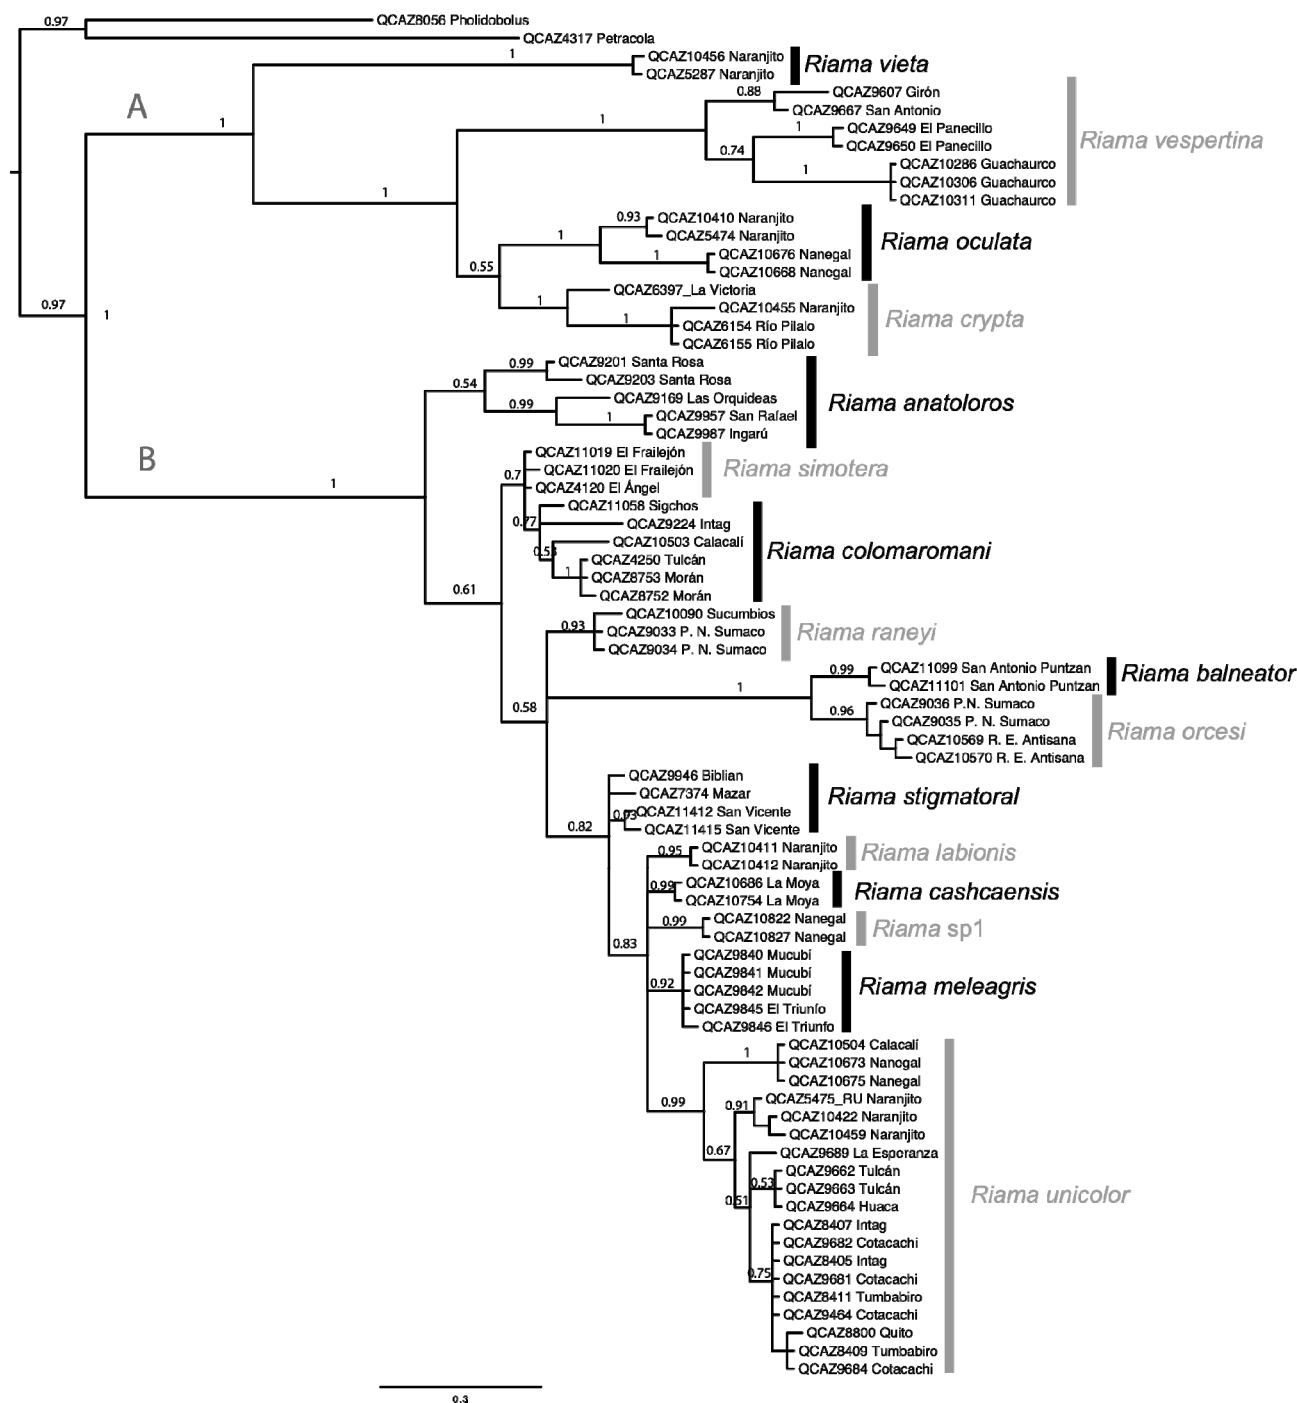 0.97
QCAZ8056 Pholidobolus
QCAZ4317 Petracola
1
QCAZ10456 Naranjito
QCAZ5287 Naranjito
Riama vieta
A
1
0.88
QCAZ9607 Girón
QCAZ9667 San Antonio
1
1
QCAZ9649 El Panecillo
QCAZ9650 El Panecillo
0.74
1
QCAZ10286 Guachaurco
QCAZ10306 Guachaurco
QCAZ10311 Guachaurco
Riama vespertina
1
0.93
QCAZ10410 Naranjito
QCAZ5474 Naranjito
1
1
QCAZ10676 Nanegal
QCAZ10668 Nanegal
Riama oculata
0.55
QCAZ6397_La Victoria
1
QCAZ10455 Naranjito
1
QCAZ6154 Río Pilalo
QCAZ6155 Río Pilalo
Riama crypta
0.97
1
0.99
QCAZ9201 Santa Rosa
QCAZ9203 Santa Rosa
0.54
0.99
QCAZ9169 Las Orquideas
1
QCAZ9957 San Rafael
QCAZ9987 Ingarú
Riama anatoloros
B
1
QCAZ11019 El Frailejón
0.7
QCAZ11020 El Frailejón
QCAZ4120 El Ángel
Riama simotera
QCAZ11058 Sigchos
0.77
QCAZ9224 Intag
QCAZ10503 Calacalí
0.53
QCAZ4250 Tulcán
1
QCAZ8753 Morán
QCAZ8752 Morán
Riama colomaromani
0.61
QCAZ10090 Sucumbios
0.93
QCAZ9033 P. N. Sumaco
QCAZ9034 P. N. Sumaco
Riama raneyi
0.99
QCAZ11099 San Antonio Puntzan
QCAZ11101 San Antonio Puntzan
Riama balneator
1
0.96
QCAZ9036 P.N. Sumaco
QCAZ9035 P. N. Sumaco
QCAZ10569 R. E. Antisana
QCAZ10570 R. E. Antisana
Riama orcesi
0.58
QCAZ9946 Biblian
QCAZ7374 Mazar
QCAZ11412 San Vicente
QCAZ11415 San Vicente
Riama stigmatoral
0.82
0.95
QCAZ10411 Naranjito
QCAZ10412 Naranjito
Riama labionis
0.99
QCAZ10686 La Moya
QCAZ10754 La Moya
Riama cashcaensis
0.99
QCAZ10822 Nanegal
QCAZ10827 Nanegal
Riama sp1
0.83
QCAZ9840 Mucubí
QCAZ9841 Mucubí
0.92
QCAZ9842 Mucubí
QCAZ9845 El Triunfo
QCAZ9846 El Triunfo
Riama meleagris
QCAZ10504 Calacalí
1
QCAZ10673 Nanogal
QCAZ10675 Nanegal
0.99
QCAZ5475_RU Naranjito
0.91
QCAZ10422 Naranjito
QCAZ10459 Naranjito
0.67
QCAZ9689 La Esperanza
QCAZ9662 Tulcán
0.53
QCAZ9663 Tulcán
0.51
QCAZ9664 Huaca
QCAZ8407 Intag
QCAZ9682 Cotacachi
QCAZ8405 Intag
0.75
QCAZ9681 Cotacachi
QCAZ8411 Tumbabiro
QCAZ9464 Cotacachi
QCAZ8800 Quito
QCAZ8409 Tumbabiro
QCAZ9684 Cotacachi
Riama unicolor
0.3